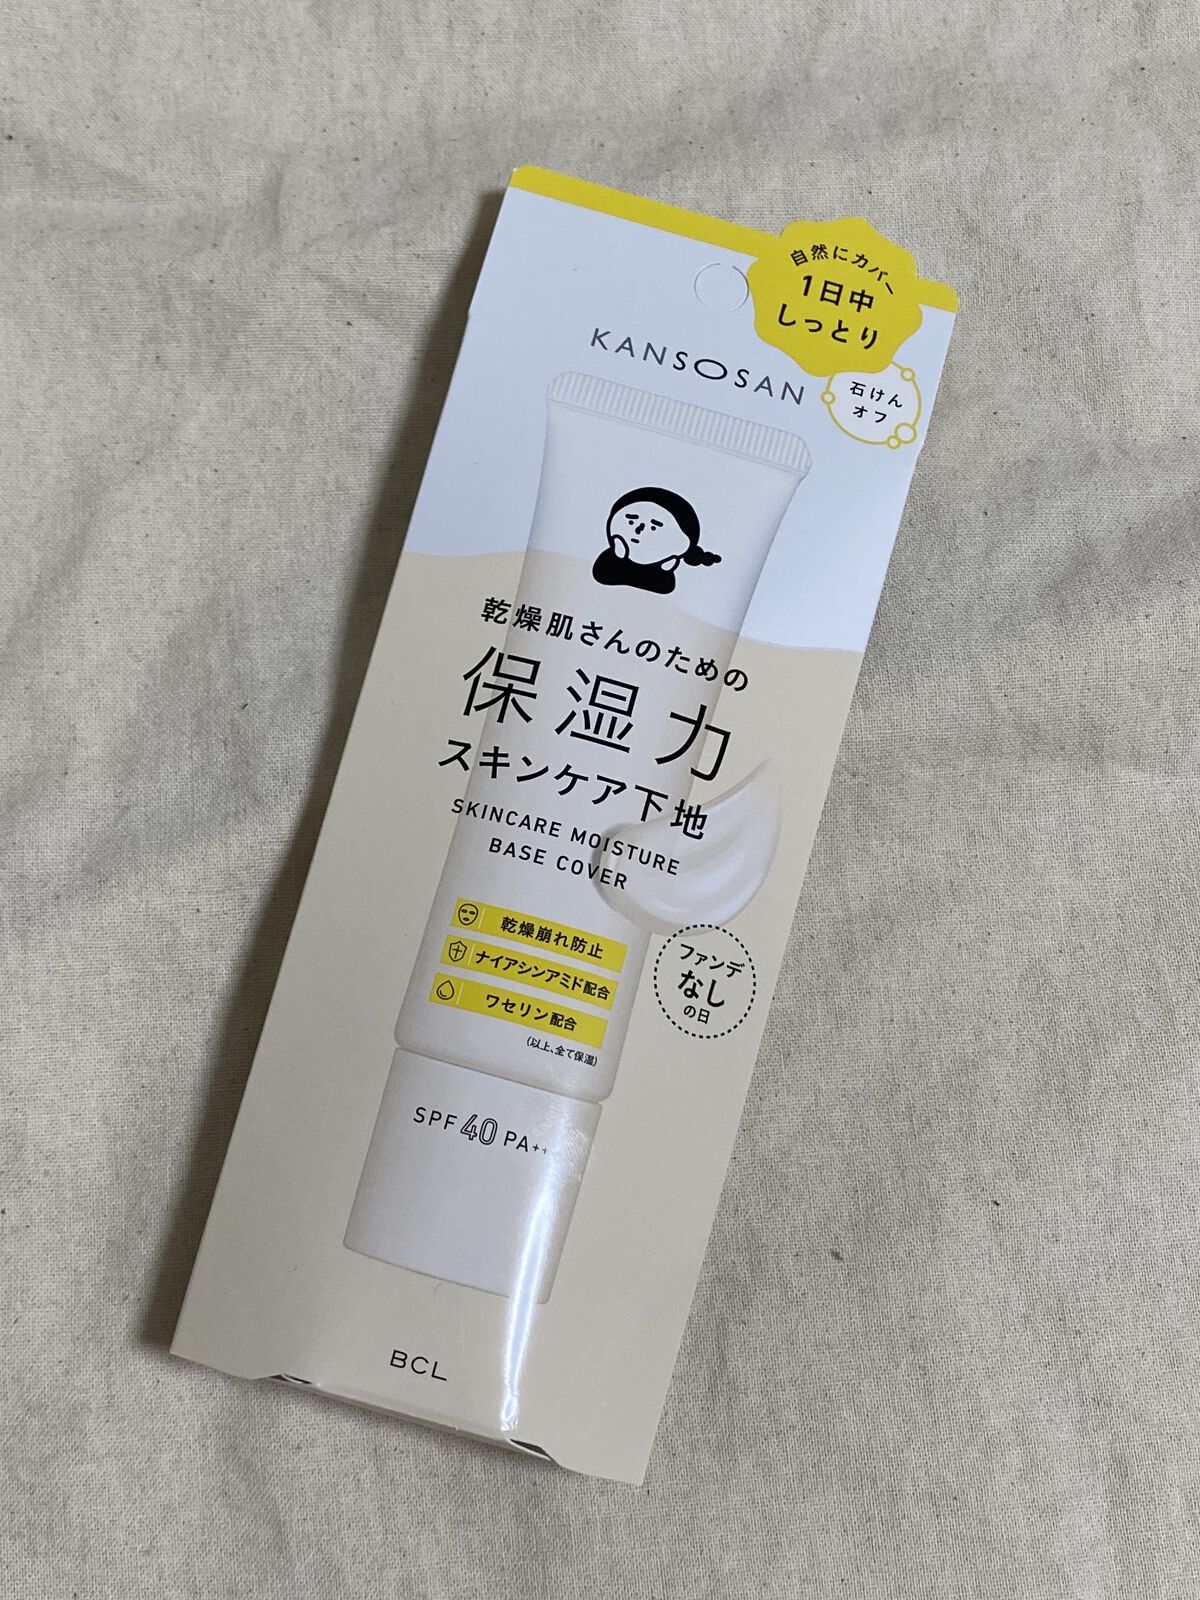 自然にカバー
1日中
しっとり
KANSOSAN
石けん
オフ
乾燥肌さんのための
保湿力
スキンケア下地
SKINCARE MOISTURE
BASE COVER
乾燥崩れ防止
ナイアシンアミド配合
ワセリン配合
(以上、全て保湿)
ファンデ
なし
の日
SPF 40 PA++
BCL